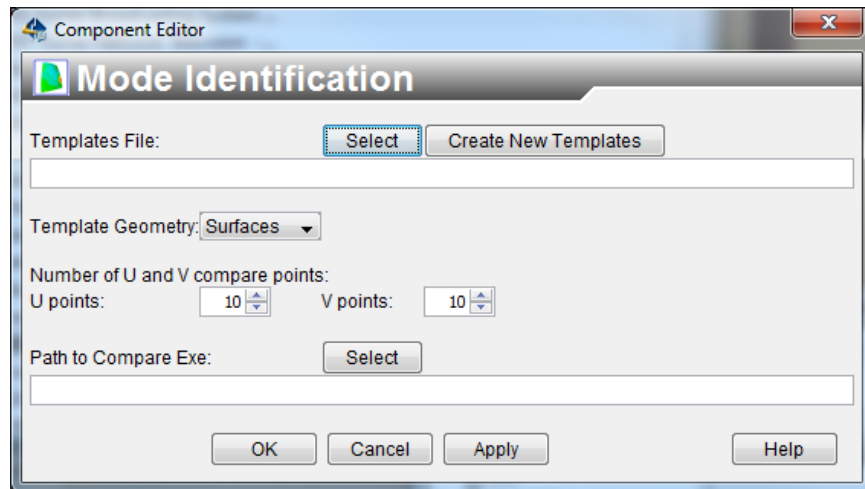 Component Editor
Mode Identification
Templates File: Select Create New Templates
Template Geometry: Surfaces
Number of U and V compare points:
U points: 10 V points: 10
Path to Compare Exe: Select
OK Cancel Apply Help